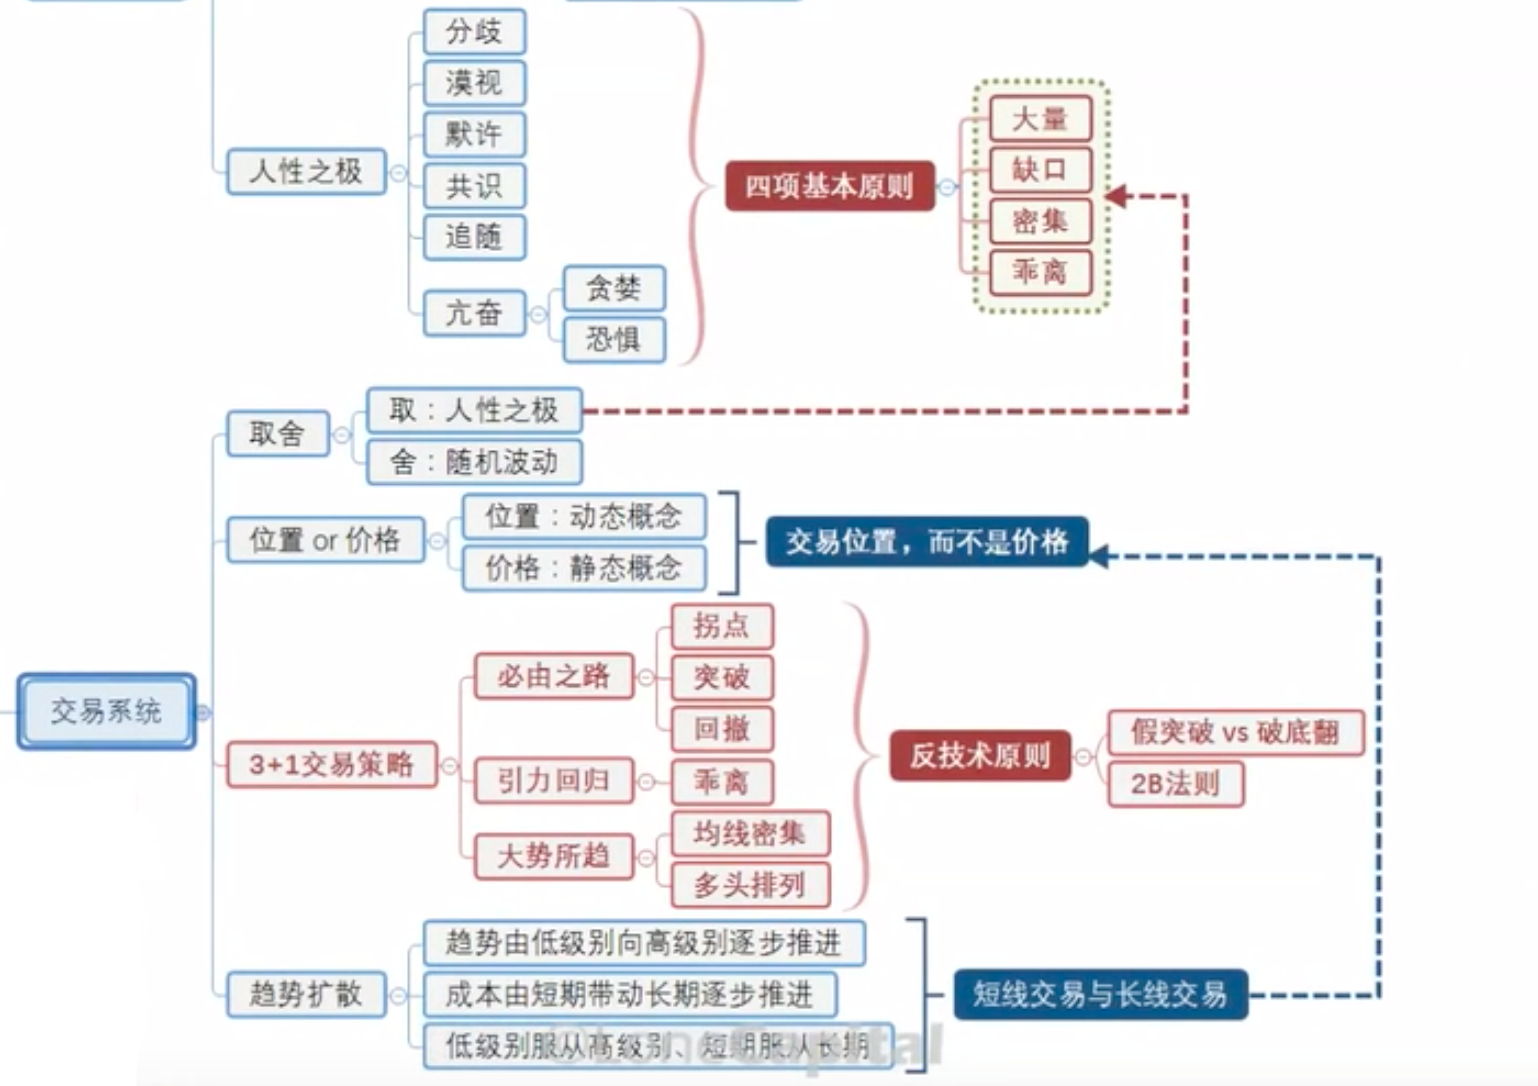 人性之极
分歧
漠视
默许
共识
追随
亢奋
贪婪
恐惧
四项基本原则
大量
缺口
密集
乖离
交易系统
取舍
取：人性之极
舍：随机波动
位置 or 价格
位置：动态概念
价格：静态概念
交易位置，而不是价格
3+1交易策略
必由之路
拐点
突破
回撤
引力回归
乖离
大势所趋
均线密集
多头排列
反技术原则
假突破 vs 破底翻
2B法则
趋势扩散
趋势由低级别向高级别逐步推进
成本由短期带动长期逐步推进
低级别服从高级别、短期服从长期
短线交易与长线交易
©LoneCapital